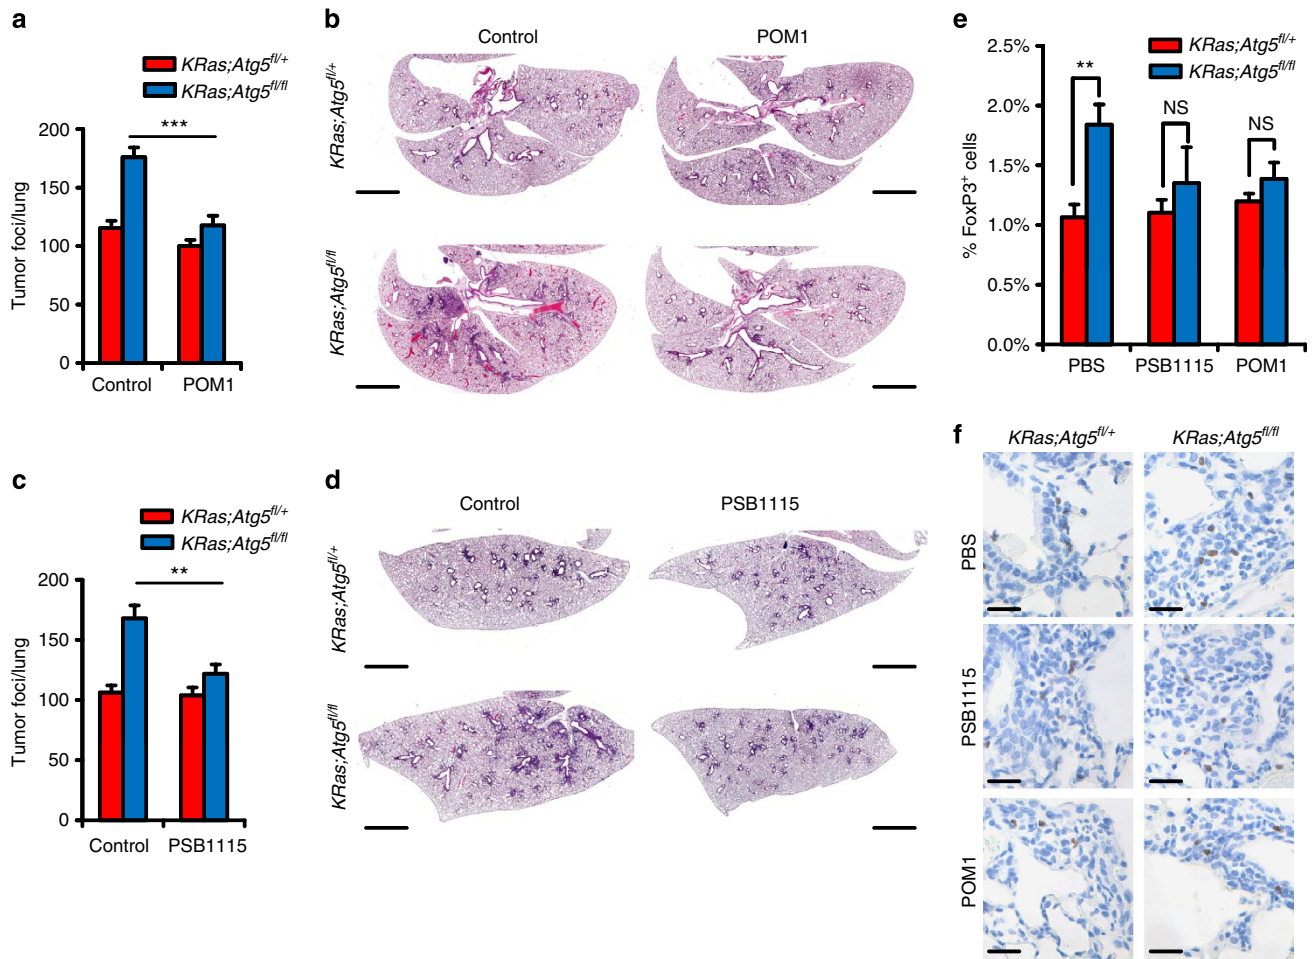 a
KRas;Atg5fl/+
KRas;Atg5fl/fl
Tumor foci/lung
200
150
100
50
0
***
Control
POM1
b
Control
POM1
KRas;Atg5fl/+
KRas;Atg5fl/fl
c
KRas;Atg5fl/+
KRas;Atg5fl/fl
Tumor foci/lung
200
150
100
50
0
**
Control
PSB1115
d
Control
PSB1115
KRas;Atg5fl/+
KRas;Atg5fl/fl
e
KRas;Atg5fl/+
KRas;Atg5fl/fl
% FoxP3+ cells
2.5%
2.0%
1.5%
1.0%
0.5%
0.0%
**
NS
NS
PBS
PSB1115
POM1
f
KRas;Atg5fl/+
KRas;Atg5fl/fl
PBS
PSB1115
POM1